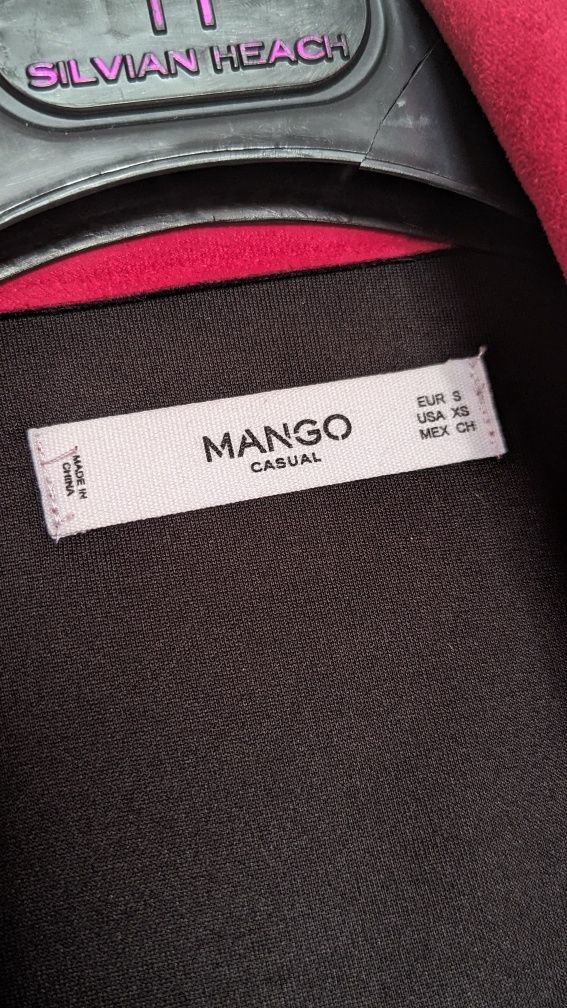 SILVIAN HEACH
MANGO
CASUAL
EUR S
USA XS
MEX CH
MADE IN
CHINA